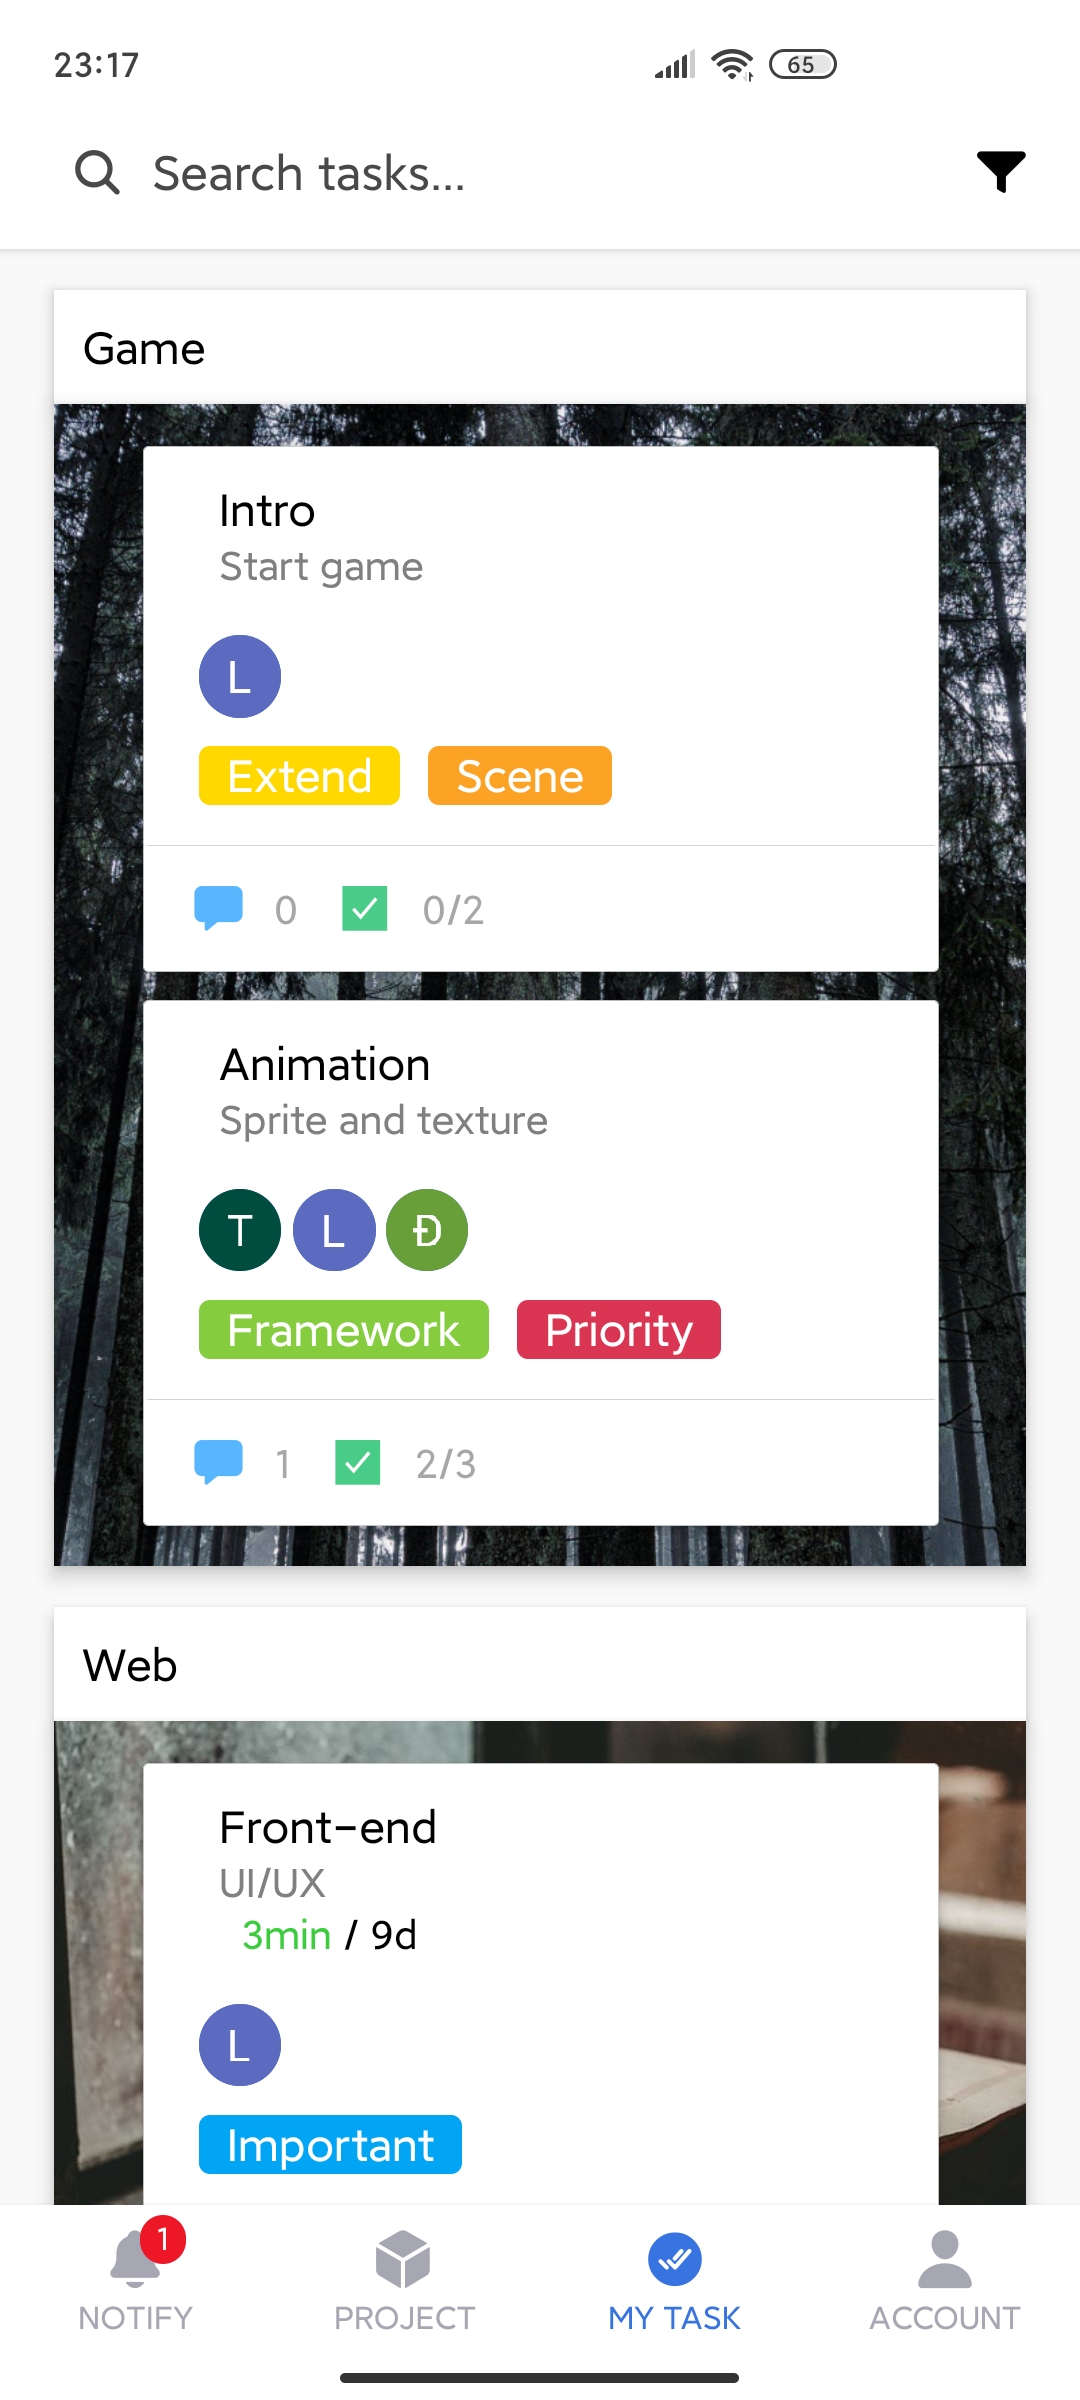 23:17
65
Search tasks...
Game
Intro
Start game
L
Extend Scene
0 0/2
Animation
Sprite and texture
T L Đ
Framework Priority
1 2/3
Web
Front-end
UI/UX
3min / 9d
L
Important
1
NOTIFY PROJECT MY TASK ACCOUNT